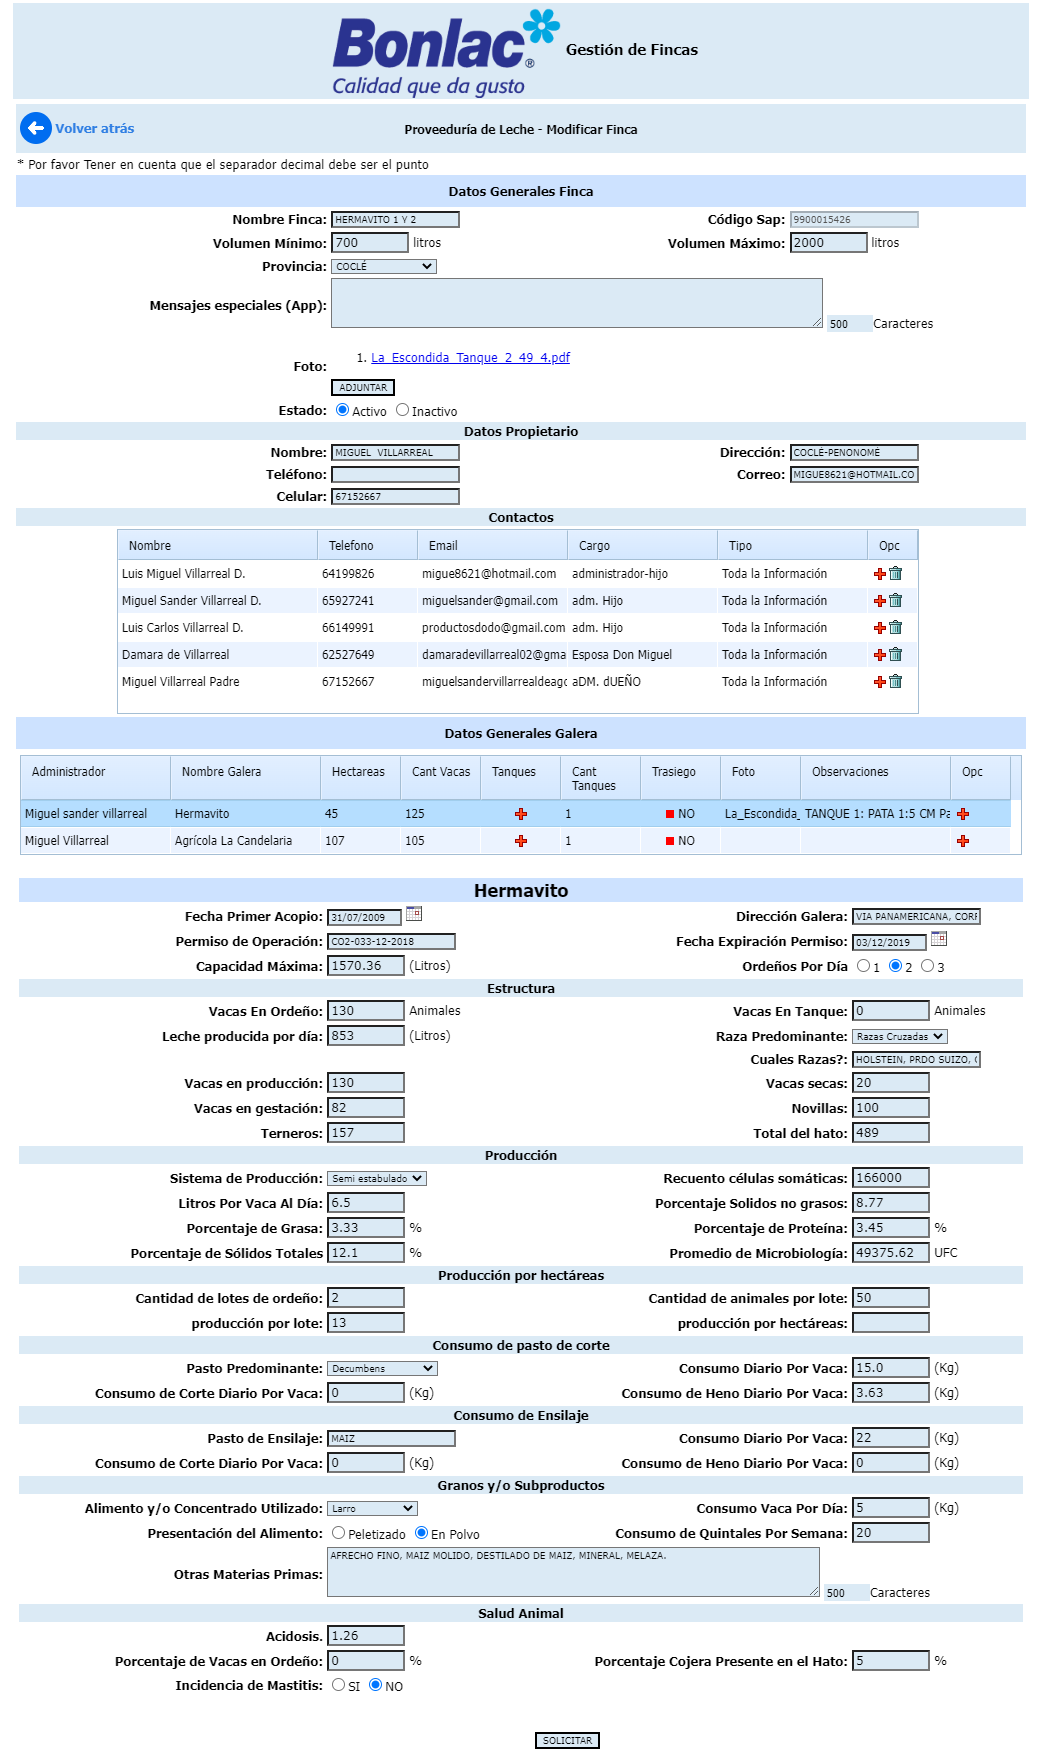 Bonlac®
Calidad que da gusto
Gestión de Fincas
Volver atrás
Proveeduría de Leche - Modificar Finca
* Por favor Tener en cuenta que el separador decimal debe ser el punto
Datos Generales Finca
Nombre Finca: HERMAVITO 1 Y 2 Código Sap: 9900015426
Volumen Mínimo: 700 litros Volumen Máximo: 2000 litros
Provincia: COCLÉ
Mensajes especiales (App): 500 Caracteres
Foto: 1. La_Escondida_Tanque_2_49_4.pdf
ADJUNTAR
Estado: Activo Inactivo
Datos Propietario
Nombre: MIGUEL VILLARREAL Dirección: COCLÉ-PENONOMÉ
Teléfono: Correo: MIGUE8621@HOTMAIL.CO
Celular: 67152667
Contactos
Nombre Telefono Email Cargo Tipo Opc
Luis Miguel Villarreal D. 64199826 migue8621@hotmail.com administrador-hijo Toda la Información
Miguel Sander Villarreal D. 65927241 miguelsander@gmail.com adm. Hijo Toda la Información
Luis Carlos Villarreal D. 66149991 productosdodo@gmail.com adm. Hijo Toda la Información
Damara de Villarreal 62527649 damaradevillarreal02@gma Esposa Don Miguel Toda la Información
Miguel Villarreal Padre 67152667 miguelsandervillarrealdeago aDM. dUEÑO Toda la Información
Datos Generales Galera
Administrador Nombre Galera Hectareas Cant Vacas Tanques Cant Tanques Trasiego Foto Observaciones Opc
Miguel sander villarreal Hermavito 45 125 1 NO La_Escondida_ TANQUE 1: PATA 1:5 CM Pa
Miguel Villarreal Agrícola La Candelaria 107 105 1 NO
Hermavito
Fecha Primer Acopio: 31/07/2009 Dirección Galera: VIA PANAMERICANA, CORR
Permiso de Operación: CO2-033-12-2018 Fecha Expiración Permiso: 03/12/2019
Capacidad Máxima: 1570.36 (Litros) Ordeños Por Día 1 2 3
Estructura
Vacas En Ordeño: 130 Animales Vacas En Tanque: 0 Animales
Leche producida por día: 853 (Litros) Raza Predominante: Razas Cruzadas
Cuales Razas?: HOLSTEIN, PRDO SUIZO,
Vacas en producción: 130 Vacas secas: 20
Vacas en gestación: 82 Novillas: 100
Terneros: 157 Total del hato: 489
Producción
Sistema de Producción: Semi estabulado Recuento células somáticas: 166000
Litros Por Vaca Al Día: 6.5 Porcentaje Solidos no grasos: 8.77
Porcentaje de Grasa: 3.33 % Porcentaje de Proteína: 3.45 %
Porcentaje de Sólidos Totales 12.1 % Promedio de Microbiología: 49375.62 UFC
Producción por hectáreas
Cantidad de lotes de ordeño: 2 Cantidad de animales por lote: 50
producción por lote: 13 producción por hectáreas:
Consumo de pasto de corte
Pasto Predominante: Decumbens Consumo Diario Por Vaca: 15.0 (Kg)
Consumo de Corte Diario Por Vaca: 0 (Kg) Consumo de Heno Diario Por Vaca: 3.63 (Kg)
Consumo de Ensilaje
Pasto de Ensilaje: MAIZ Consumo Diario Por Vaca: 22 (Kg)
Consumo de Corte Diario Por Vaca: 0 (Kg) Consumo de Heno Diario Por Vaca: 0 (Kg)
Granos y/o Subproductos
Alimento y/o Concentrado Utilizado: Larro Consumo Vaca Por Día: 5 (Kg)
Presentación del Alimento: Peletizado En Polvo Consumo de Quintales Por Semana: 20
Otras Materias Primas: AFRECHO FINO, MAIZ MOLIDO, DESTILADO DE MAIZ, MINERAL, MELAZA. 500 Caracteres
Salud Animal
Acidosis. 1.26
Porcentaje de Vacas en Ordeño: 0 % Porcentaje Cojera Presente en el Hato: 5 %
Incidencia de Mastitis: SI NO
SOLICITAR